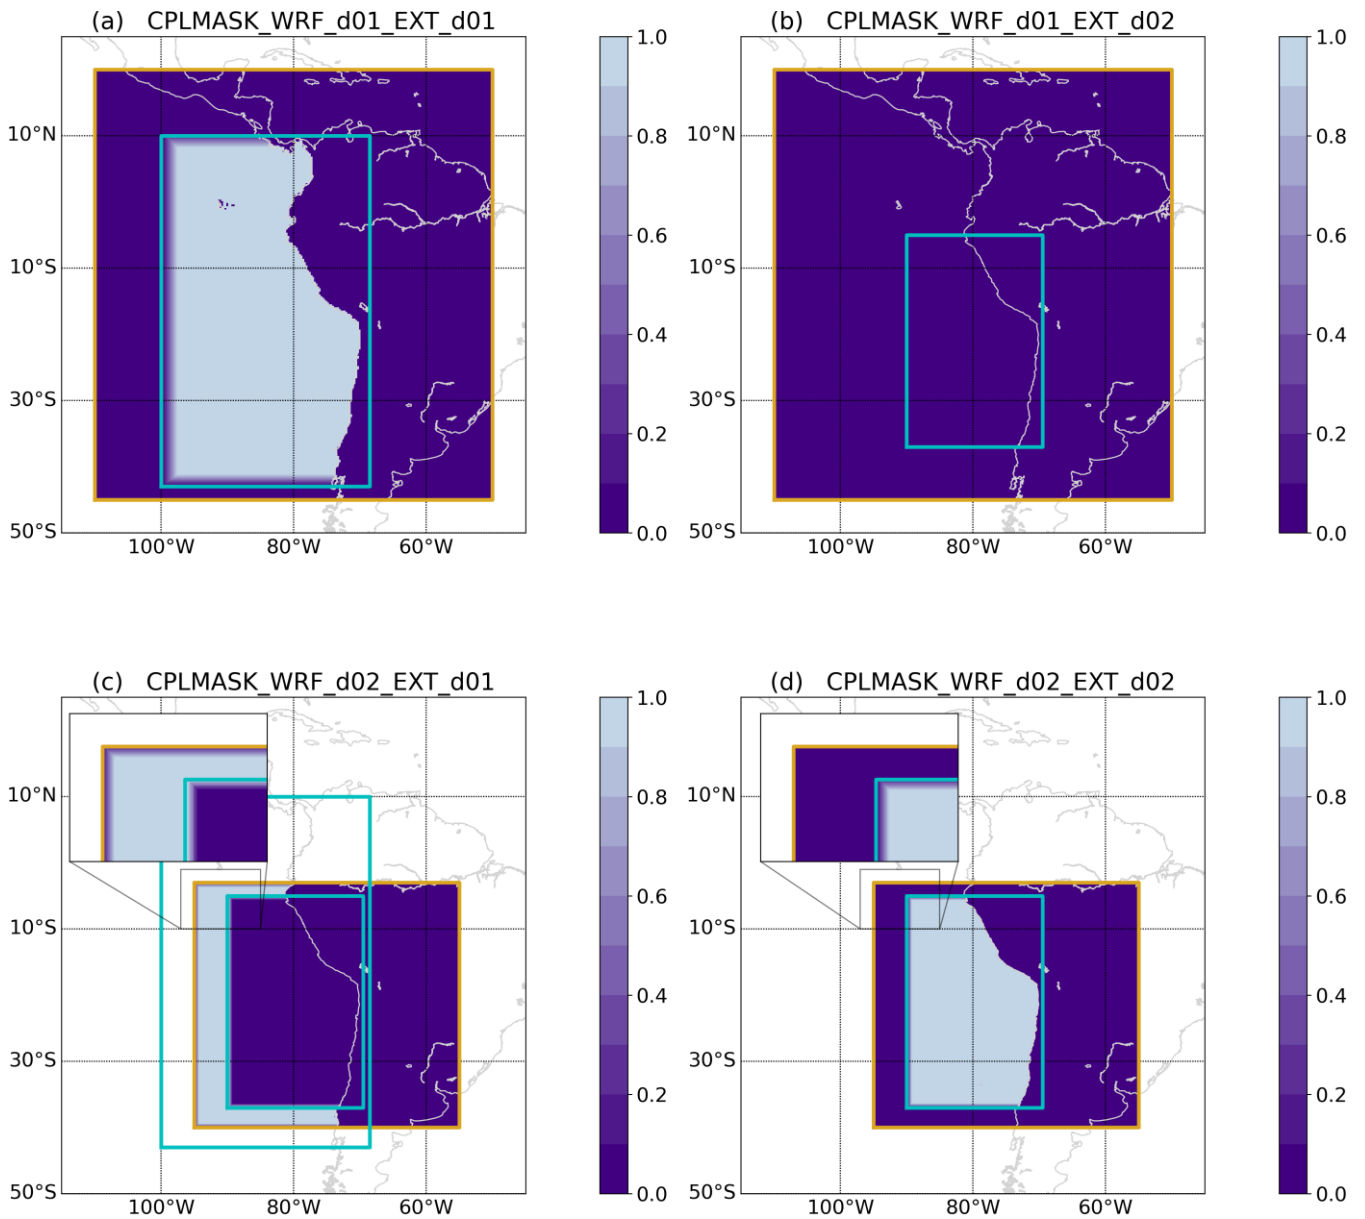 (a) CPLMASK_WRF_d01_EXT_d01
10°N
10°S
30°S
50°S
100°W 80°W 60°W
1.0
0.8
0.6
0.4
0.2
0.0
(b) CPLMASK_WRF_d01_EXT_d02
10°N
10°S
30°S
50°S
100°W 80°W 60°W
1.0
0.8
0.6
0.4
0.2
0.0
(c) CPLMASK_WRF_d02_EXT_d01
10°N
10°S
30°S
50°S
100°W 80°W 60°W
1.0
0.8
0.6
0.4
0.2
0.0
(d) CPLMASK_WRF_d02_EXT_d02
10°N
10°S
30°S
50°S
100°W 80°W 60°W
1.0
0.8
0.6
0.4
0.2
0.0